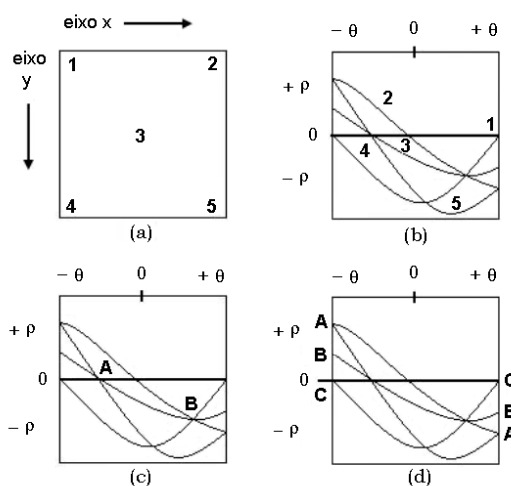 eixo x
eixo
y
1 2
3
4 5
(a)
- θ 0 + θ
+ ρ
0
- ρ
2
1
4 3
5
(b)
- θ 0 + θ
+ ρ
0
- ρ
A
B
(c)
- θ 0 + θ
+ ρ
0
- ρ
A
B
C
C
B
A
(d)